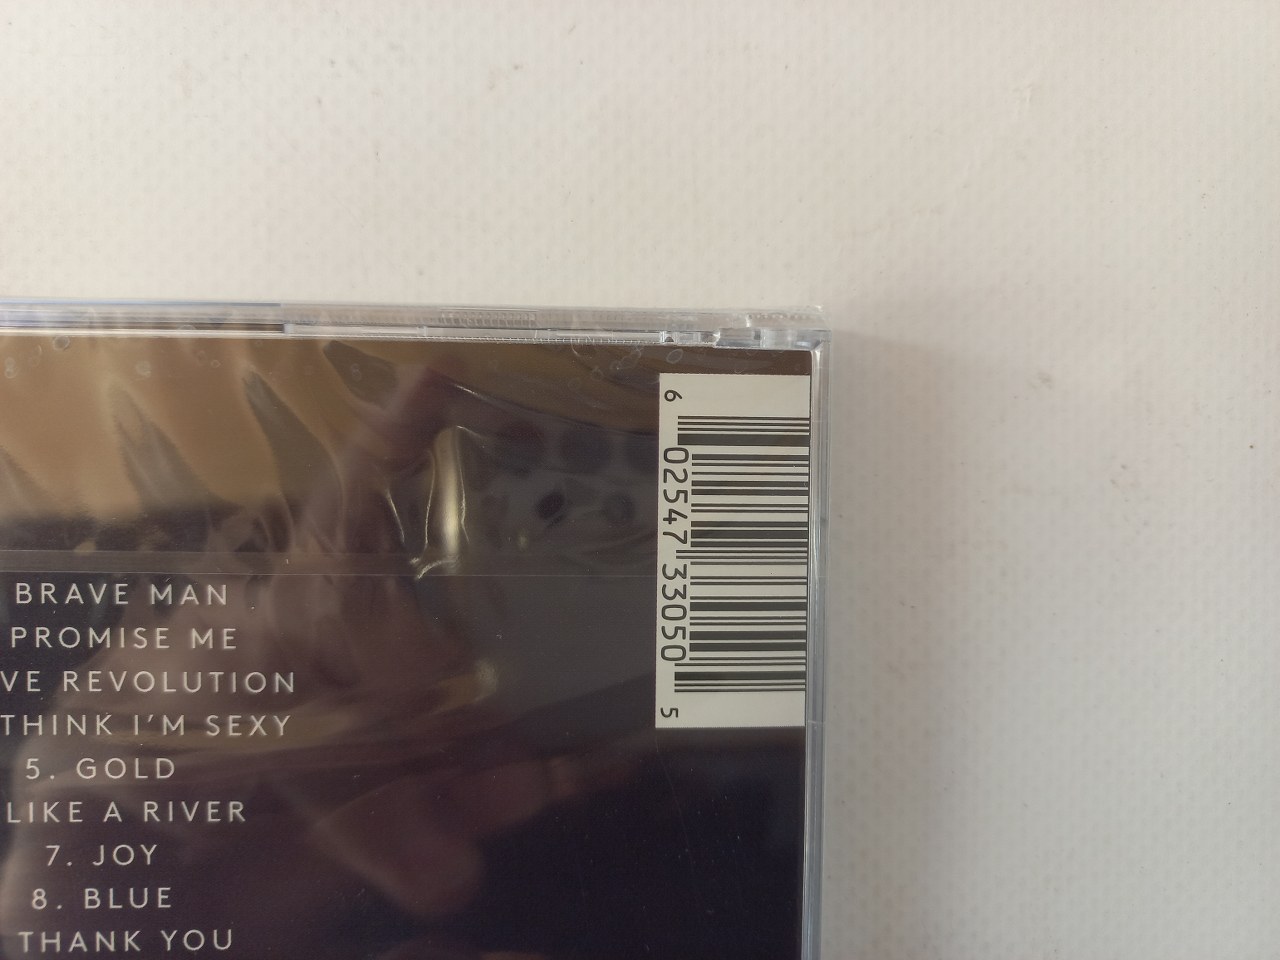 6 02547 33050 5
BRAVE MAN
PROMISE ME
VE REVOLUTION
THINK I'M SEXY
5. GOLD
LIKE A RIVER
7. JOY
8. BLUE
THANK YOU